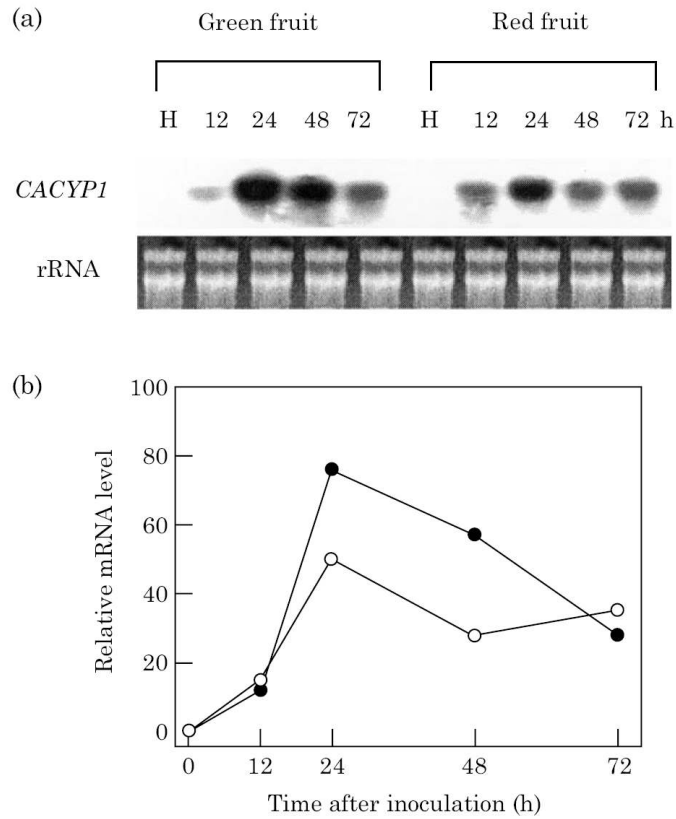 (a)
Green fruit Red fruit
H 12 24 48 72 H 12 24 48 72 h
CACYP1
rRNA
(b)
100
80
60
40
20
0
Relative mRNA level
0 12 24 48 72
Time after inoculation (h)